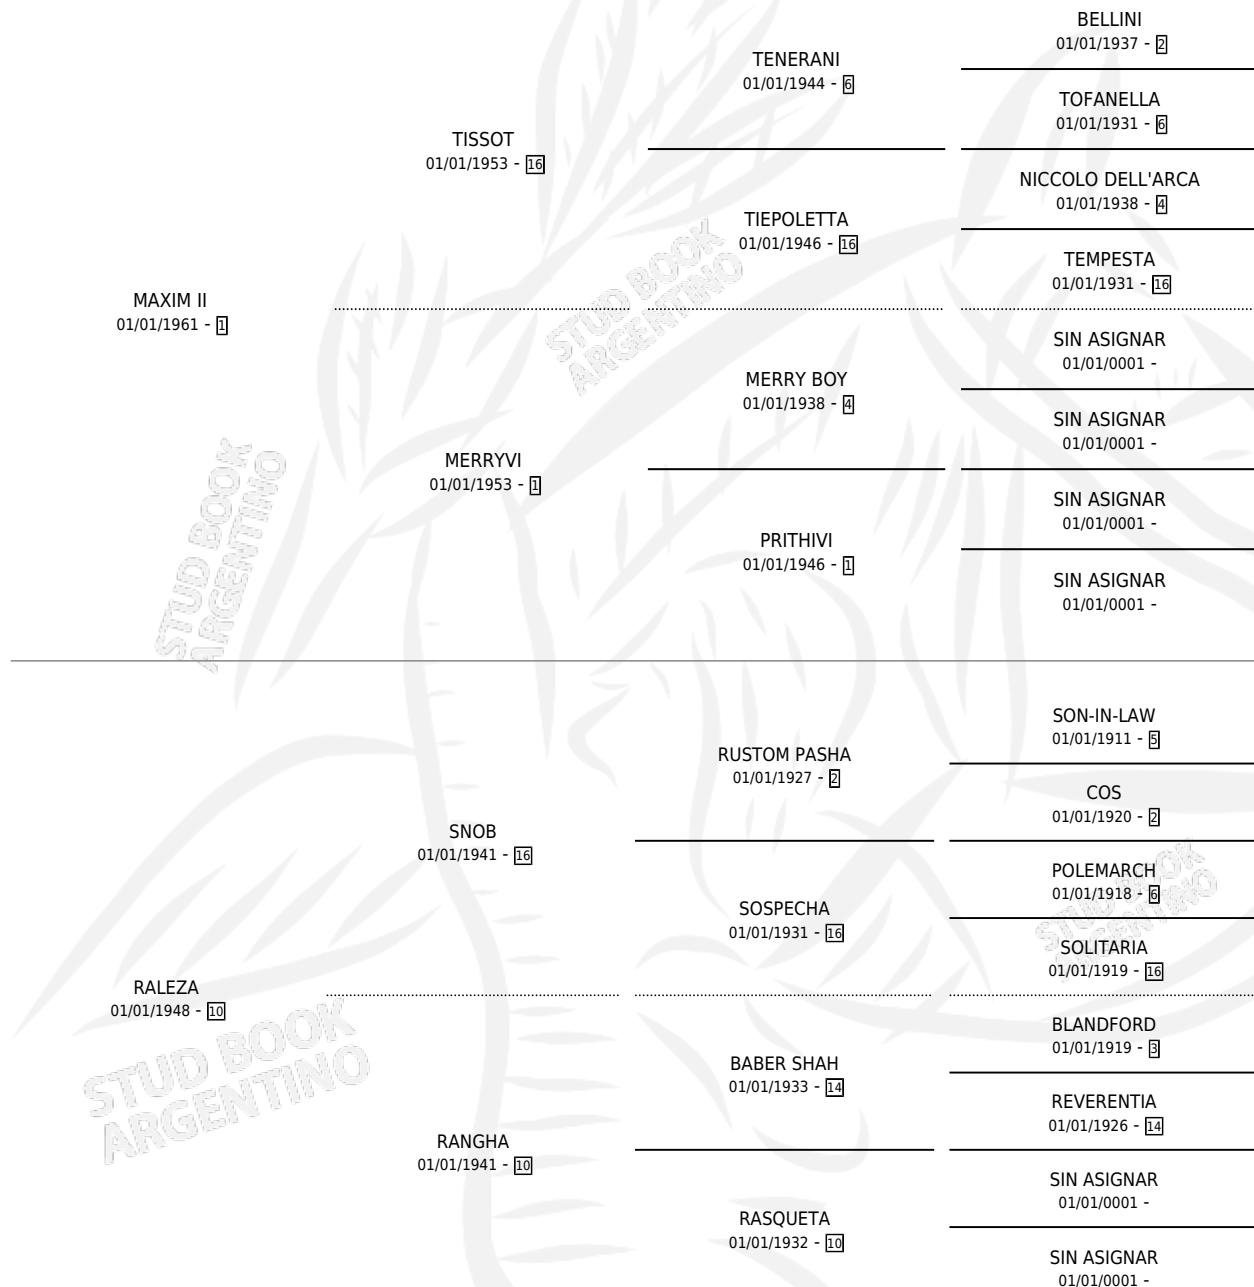 BELLINI
01/01/1937 - 2
TENERANI
01/01/1944 - 6
TOFANELLA
01/01/1931 - 6
TISSOT
01/01/1953 - 16
NICCOLO DELL'ARCA
01/01/1938 - 4
TIEPOLETTA
01/01/1946 - 16
TEMPESTA
01/01/1931 - 16
STUD BOOK
ARGENTINO
MAXIM II
01/01/1961 - 1
SIN ASIGNAR
01/01/0001 -
MERRY BOY
01/01/1938 - 4
SIN ASIGNAR
01/01/0001 -
MERRYVI
01/01/1953 - 1
SIN ASIGNAR
01/01/0001 -
PRITHIVI
01/01/1946 - 1
SIN ASIGNAR
01/01/0001 -
STUD BOOK
ARGENTINO
SON-IN-LAW
01/01/1911 - 5
RUSTOM PASHA
01/01/1927 - 2
COS
01/01/1920 - 2
SNOB
01/01/1941 - 16
POLEMARCH
01/01/1918 - 6
SOSPECHA
01/01/1931 - 16
SOLITARIA
01/01/1919 - 16
STUD BOOK
ARGENTINO
RALEZA
01/01/1948 - 10
BLANDFORD
01/01/1919 - 3
BABER SHAH
01/01/1933 - 14
REVERENTIA
01/01/1926 - 14
STUD BOOK
ARGENTINO
RANGHA
01/01/1941 - 10
SIN ASIGNAR
01/01/0001 -
RASQUETA
01/01/1932 - 10
SIN ASIGNAR
01/01/0001 -